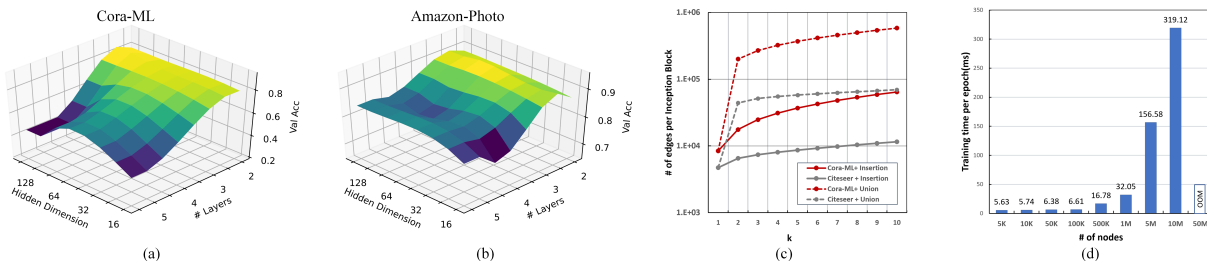 Cora-ML
0.8
0.6
0.4
0.2
Val Acc
128
64
32
16
Hidden Dimension
2
3
4
5
# Layers
(a)
Amazon-Photo
0.9
0.8
0.7
Val Acc
128
64
32
16
Hidden Dimension
2
3
4
5
# Layers
(b)
# of edges per Inception Block
1.E+06
1.E+05
1.E+04
1.E+03
Cora-ML+ Insertion
Citeseer + Insertion
Cora-ML+ Union
Citeseer + Union
1 2 3 4 5 6 7 8 9 10
k
(c)
Training time per epoch(ms)
350
300
250
200
150
100
50
0
5.63 5.74 6.38 6.61 16.78 32.05 156.58 319.12 OOM
5K 10K 50K 100K 500K 1M 5M 10M 50M
# of nodes
(d)